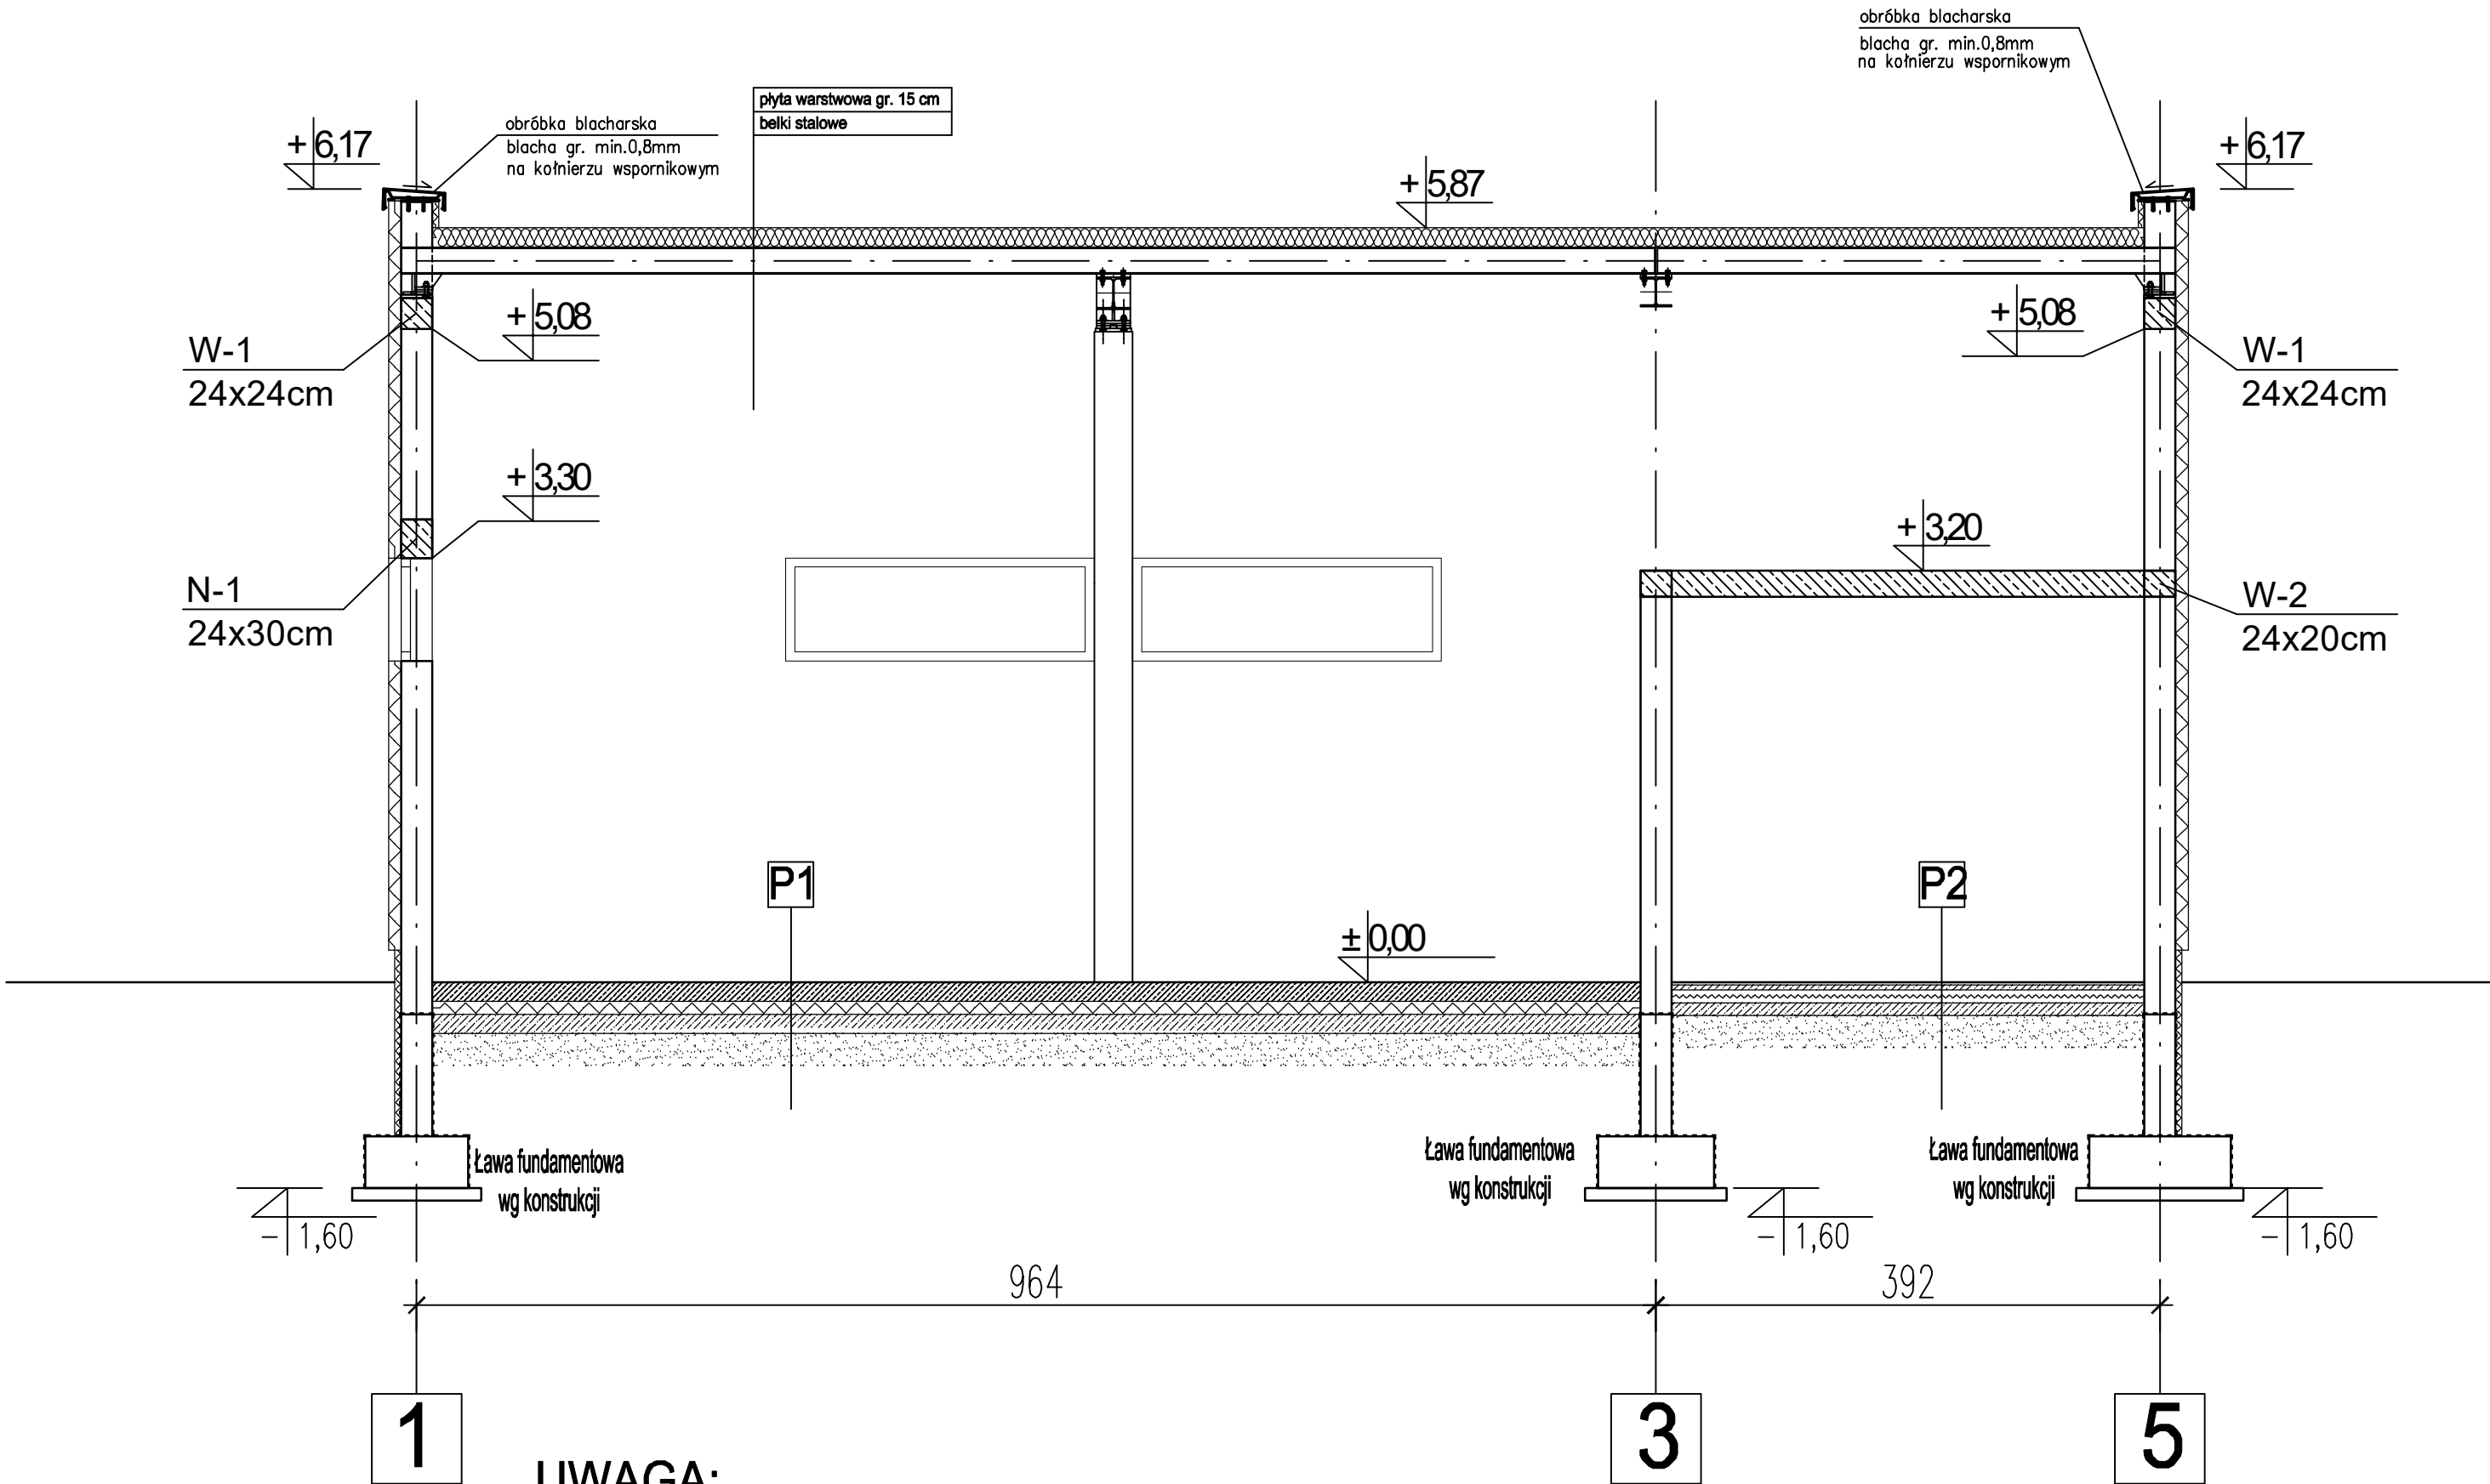 obróbka blacharska
blacha gr. min.0,8mm
na kołnierzu wspornikowym
płyta warstwowa gr. 15 cm
belki stalowe
obróbka blacharska
blacha gr. min.0,8mm
na kołnierzu wspornikowym
+6,17
+6,17
+5,87
+5,08
+5,08
W-1
24x24cm
W-1
24x24cm
+3,30
+3,20
N-1
24x30cm
W-2
24x20cm
P1
P2
±0,00
Ława fundamentowa
wg konstrukcji
Ława fundamentowa
wg konstrukcji
Ława fundamentowa
wg konstrukcji
-1,60
-1,60
-1,60
964
392
1
3
5
UWAGA: